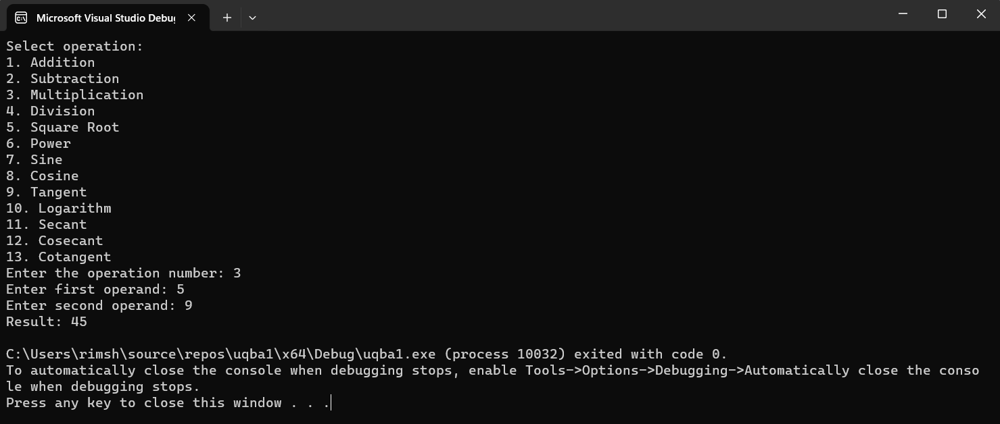 Microsoft Visual Studio Debug
Select operation:
1. Addition
2. Subtraction
3. Multiplication
4. Division
5. Square Root
6. Power
7. Sine
8. Cosine
9. Tangent
10. Logarithm
11. Secant
12. Cosecant
13. Cotangent
Enter the operation number: 3
Enter first operand: 5
Enter second operand: 9
Result: 45
C:\Users\rimsh\source\repos\uqba1\x64\Debug\uqba1.exe (process 10032) exited with code 0.
To automatically close the console when debugging stops, enable Tools->Options->Debugging->Automatically close the conso
le when debugging stops.
Press any key to close this window . . .